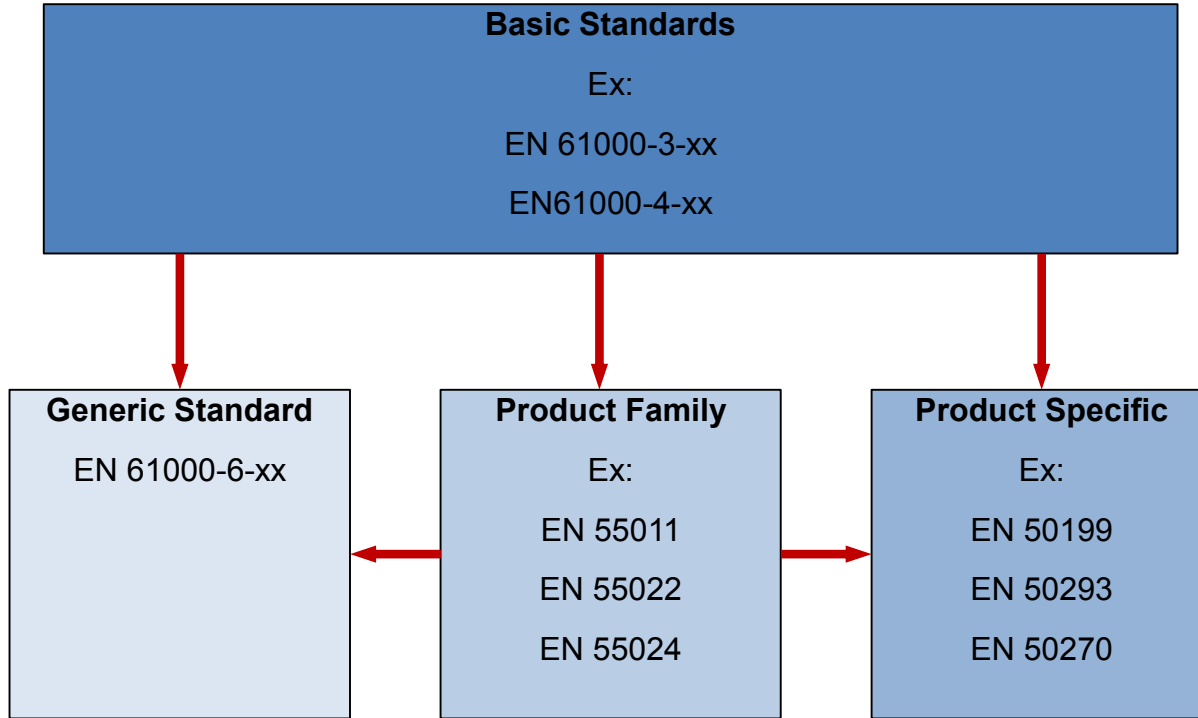 Basic Standards
Ex:
EN 61000-3-xx
EN61000-4-xx
Generic Standard
EN 61000-6-xx
Product Family
Ex:
EN 55011
EN 55022
EN 55024
Product Specific
Ex:
EN 50199
EN 50293
EN 50270